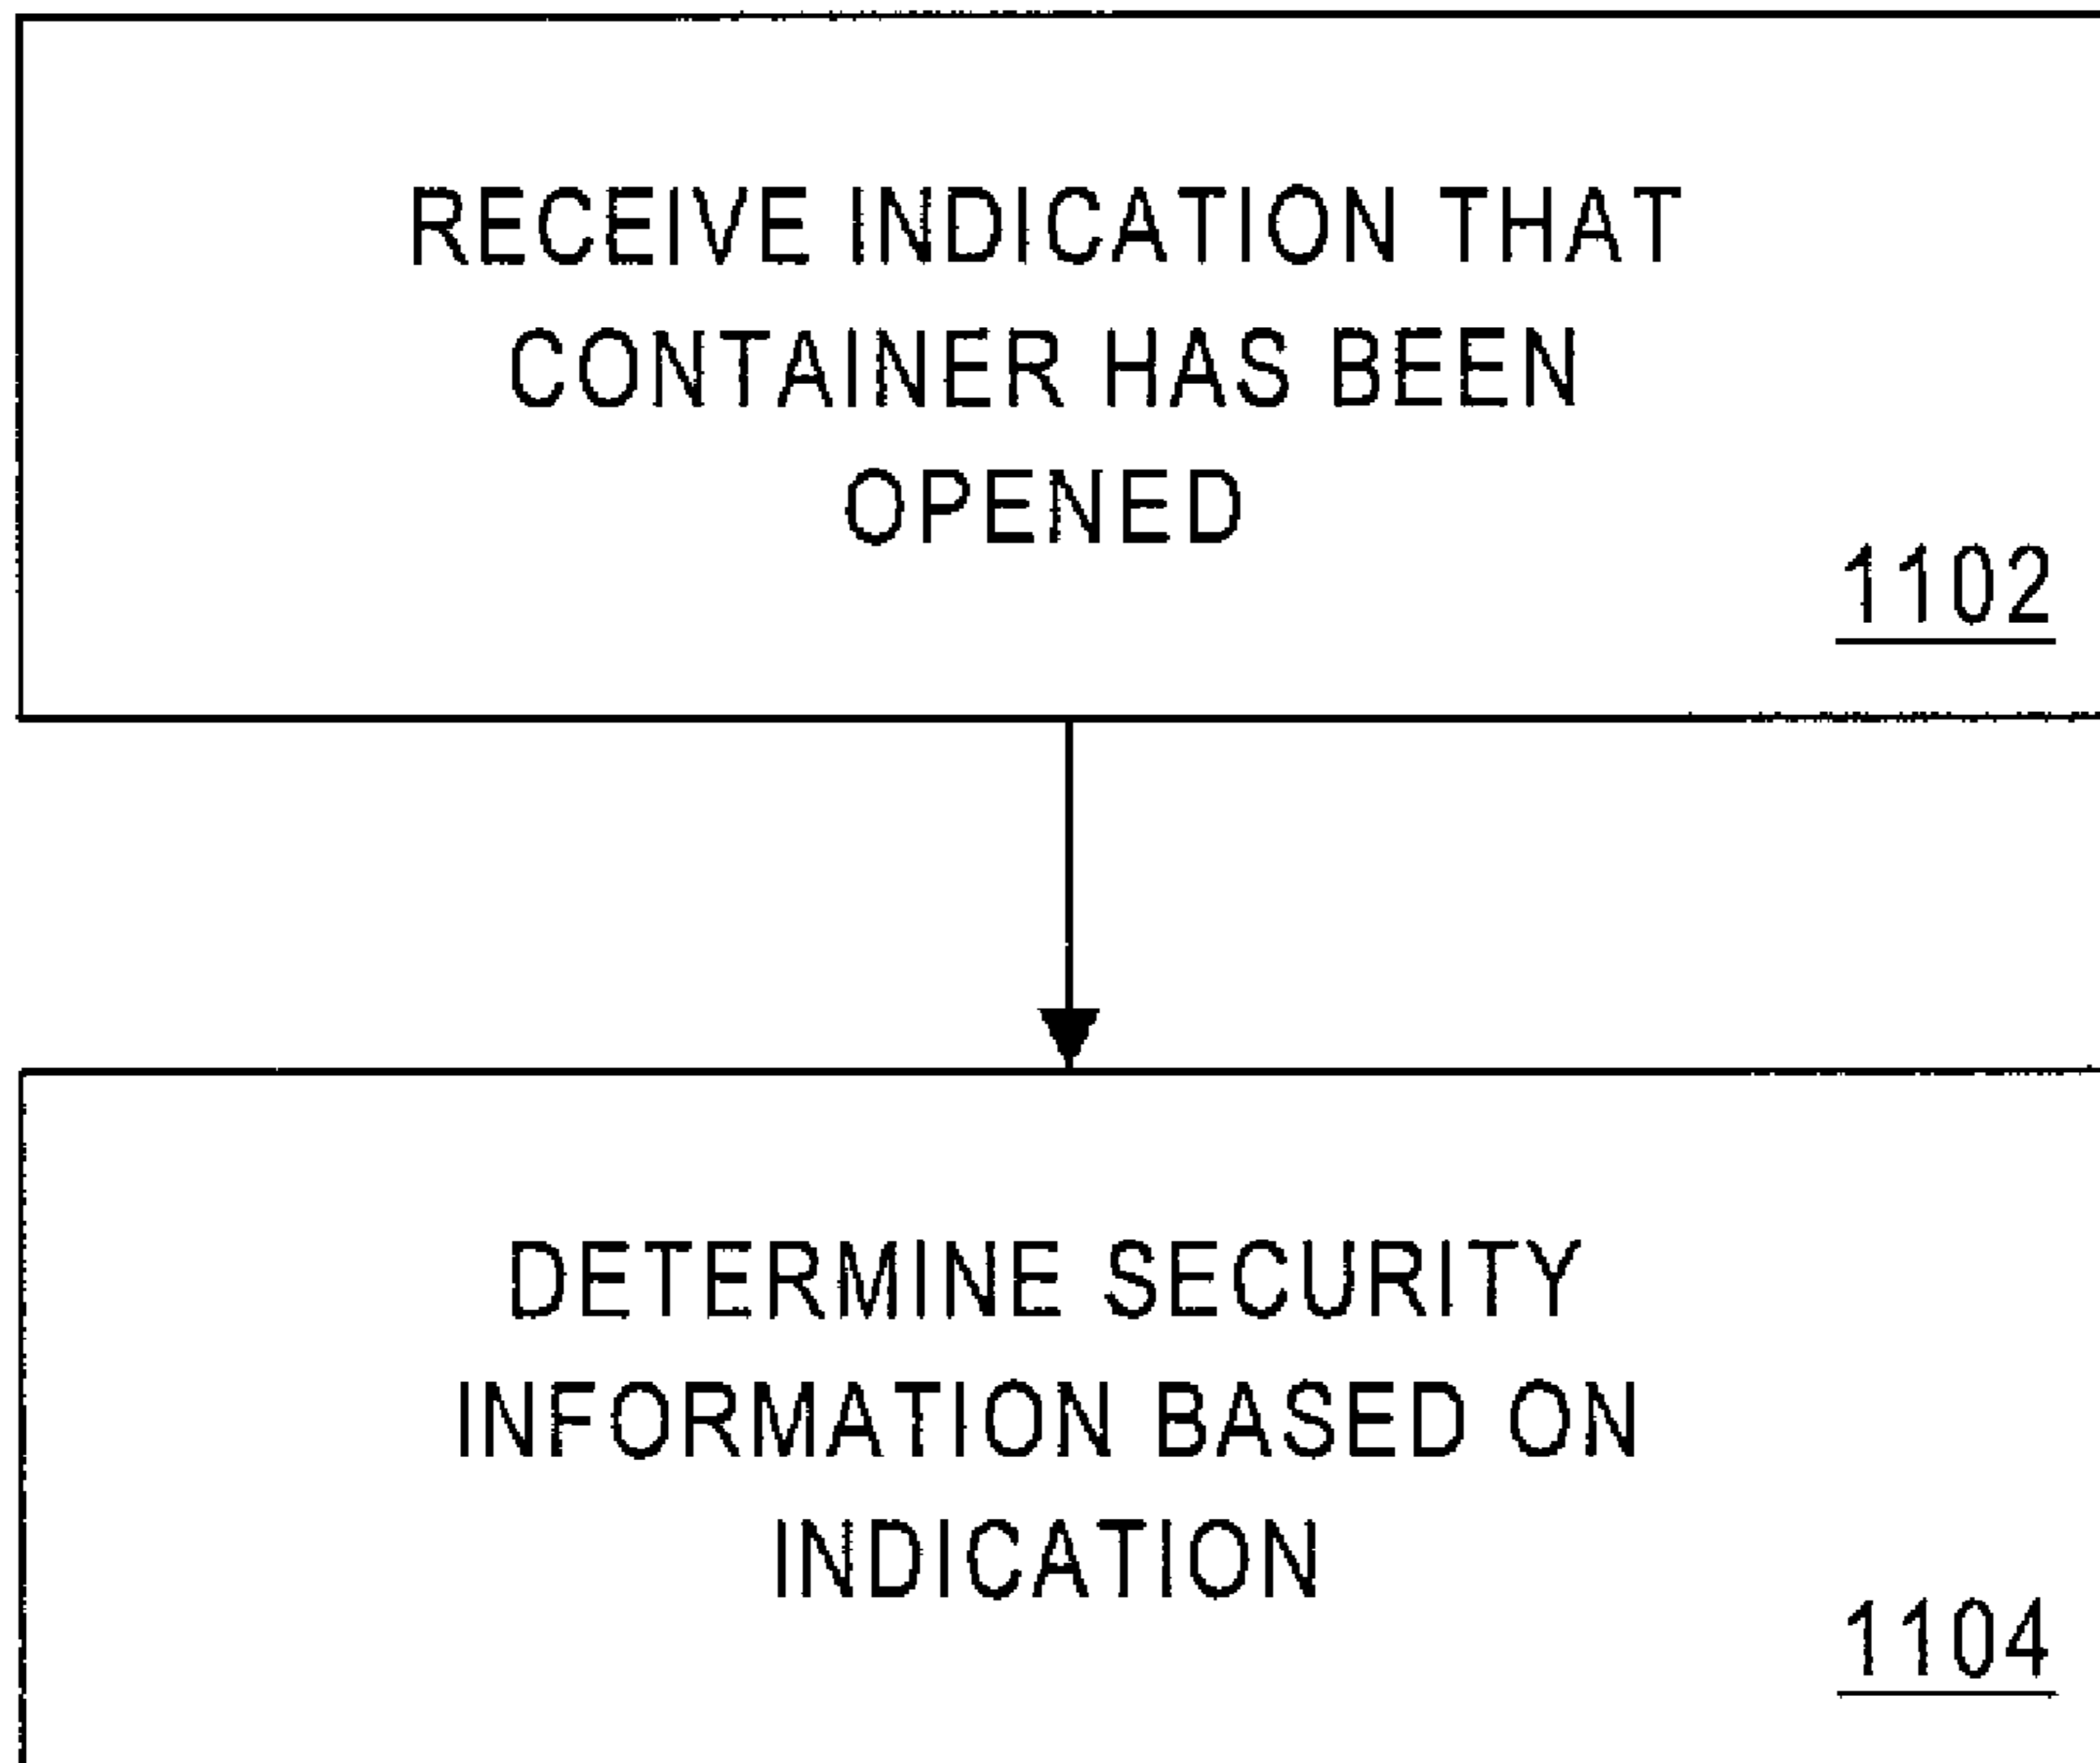 RECEIVE INDICATION THAT
CONTAINER HAS BEEN
OPENED
1102
DETERMINE SECURITY
INFORMATION BASED ON
INDICATION
1104